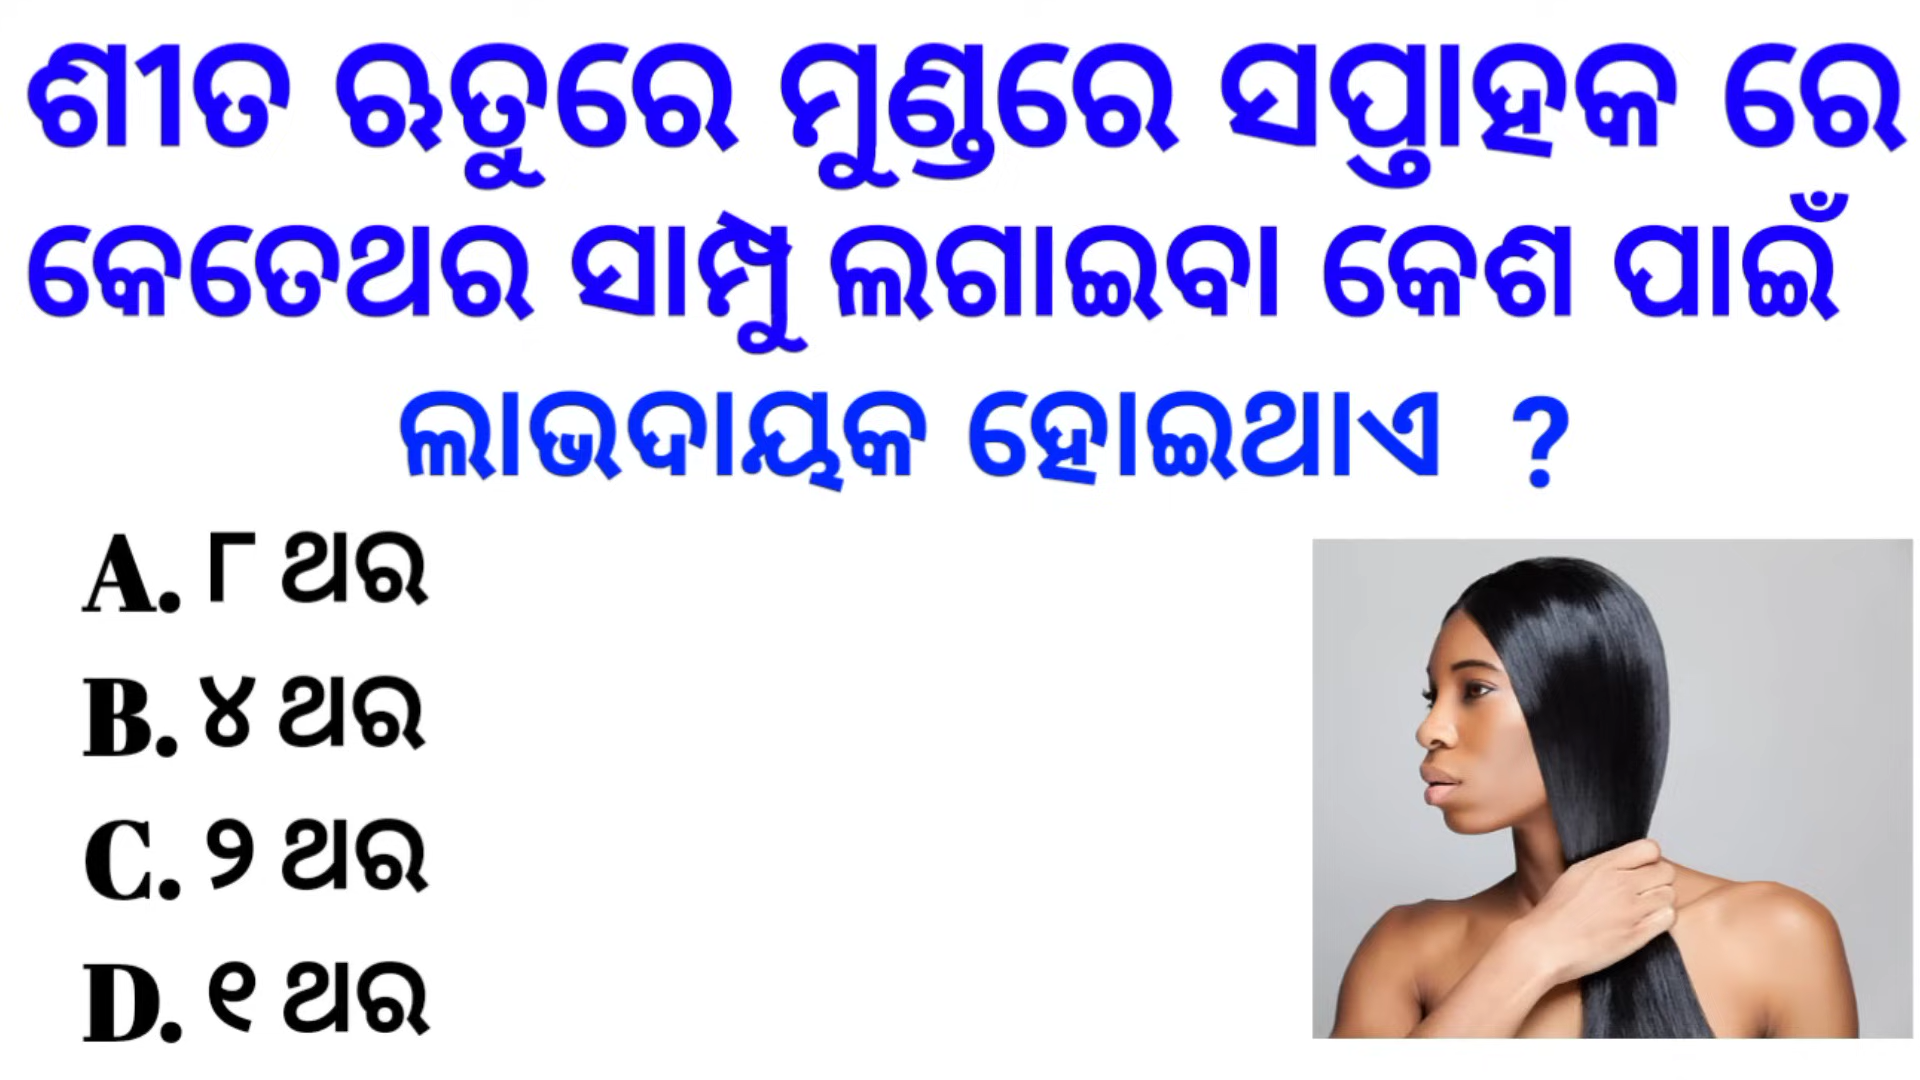 ଶୀତ ଋତୁରେ ମୁଣ୍ଡରେ ସପ୍ତାହକ ରେ
କେତେଥର ସାମ୍ପୁ ଲଗାଇବା କେଶ ପାଇଁ
ଲାଭଦାୟକ ହୋଇଥାଏ ?
A. ୮ ଥର
B. ୪ ଥର
C. ୨ ଥର
D. ୧ ଥର